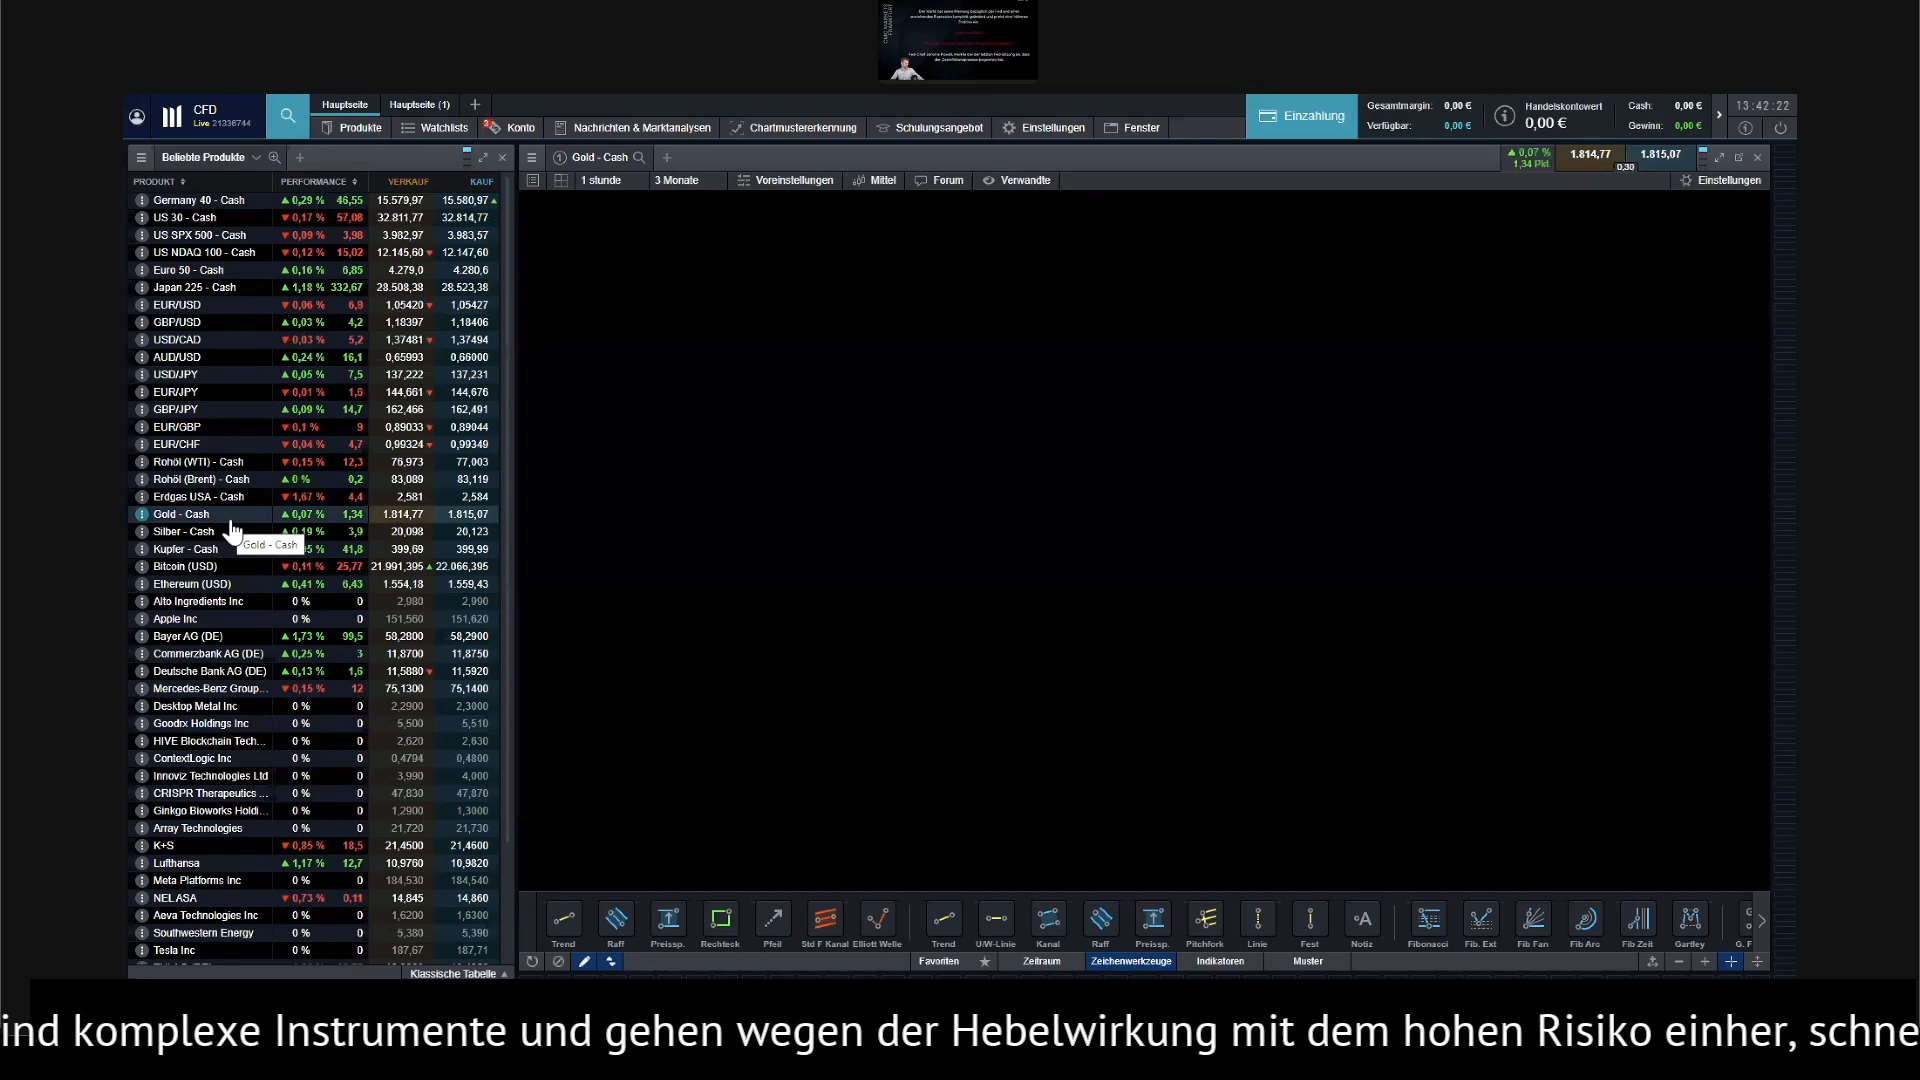 CMC MARKETS
FRANKFURT
CFD
Live 21336744
Hauptseite
Hauptseite (1)
Produkte
Watchlists
3
Konto
Nachrichten & Marktanalysen
Chartmustererkennung
Schulungsangebot
Einstellungen
Fenster
Einzahlung
Gesamtmargin: 0,00 €
Verfügbar: 0,00 €
Handelskontowert
0,00 €
Cash: 0,00 €
Gewinn: 0,00 €
13:42:22
Beliebte Produkte
PRODUKT PERFORMANCE VERKAUF KAUF
Germany 40 - Cash 0,29 % 46,55 15.579,97 15.580,97
US 30 - Cash 0,17 % 57,08 32.811,77 32.814,77
US SPX 500 - Cash 0,09 % 3,98 3.982,97 3.983,57
US NDAQ 100 - Cash 0,12 % 15,02 12.145,60 12.147,60
Euro 50 - Cash 0,16 % 6,85 4.279,0 4.280,6
Japan 225 - Cash 1,18 % 332,67 28.508,38 28.523,38
EUR/USD 0,06 % 6,9 1,05420 1,05427
GBP/USD 0,03 % 4,2 1,18397 1,18406
USD/CAD 0,03 % 5,2 1,37481 1,37494
AUD/USD 0,24 % 16,1 0,65993 0,66000
USD/JPY 0,05 % 7,5 137,222 137,231
EUR/JPY 0,01 % 1,6 144,661 144,676
GBP/JPY 0,09 % 14,7 162,466 162,491
EUR/GBP 0,1 % 9 0,89033 0,89044
EUR/CHF 0,04 % 4,7 0,99324 0,99349
Rohöl (WTI) - Cash 0,15 % 12,3 76,973 77,003
Rohöl (Brent) - Cash 0 % 0,2 83,089 83,119
Erdgas USA - Cash 1,67 % 4,4 2,581 2,584
Gold - Cash 0,07 % 1,34 1.814,77 1.815,07
Silber - Cash 0,19 % 3,9 20,098 20,123
Gold - Cash
Kupfer - Cash 41,8 399,69 399,99
Bitcoin (USD) 0,11 % 25,77 21.991,395 22.066,395
Ethereum (USD) 0,41 % 6,43 1.554,18 1.559,43
Alto Ingredients Inc 0 % 0 2,980 2,990
Apple Inc 0 % 0 151,560 151,620
Bayer AG (DE) 1,73 % 99,5 58,2800 58,2900
Commerzbank AG (DE) 0,25 % 3 11,8700 11,8750
Deutsche Bank AG (DE) 0,13 % 1,6 11,5880 11,5920
Mercedes-Benz Group... 0,15 % 12 75,1300 75,1400
Desktop Metal Inc 0 % 0 2,2900 2,3000
Goodrx Holdings Inc 0 % 0 5,500 5,510
HIVE Blockchain Tech... 0 % 0 2,620 2,630
ContextLogic Inc 0 % 0 0,4794 0,4800
Innoviz Technologies Ltd 0 % 0 3,990 4,000
CRISPR Therapeutics ... 0 % 0 47,830 47,870
Ginkgo Bioworks Holdi... 0 % 0 1,2900 1,3000
Array Technologies 0 % 0 21,720 21,730
K+S 0,85 % 18,5 21,4500 21,4600
Lufthansa 1,17 % 12,7 10,9760 10,9820
Meta Platforms Inc 0 % 0 184,530 184,540
NEL ASA 0,73 % 0,11 14,845 14,860
Aeva Technologies Inc 0 % 0 1,6200 1,6300
Southwestern Energy 0 % 0 5,380 5,390
Tesla Inc 0 % 0 187,67 187,71
Klassische Tabelle
1 Gold - Cash
0,07 %
1,34 Pkt.
1.814,77 1.815,07
0,30
1 stunde
3 Monate
Voreinstellungen
Mittel
Forum
Verwandte
Einstellungen
Trend Raff Preissp. Rechteck Pfeil Std F Kanal Elliott Welle Trend U/W-Linie Kanal Raff Preissp. Pitchfork Linie Fest Notiz Fibonacci Fib. Ext Fib Fan Fib Arc Fib Zeit Gartley G. F
Favoriten Zeitraum Zeichenwerkzeuge Indikatoren Muster
ind komplexe Instrumente und gehen wegen der Hebelwirkung mit dem hohen Risiko einher, schne